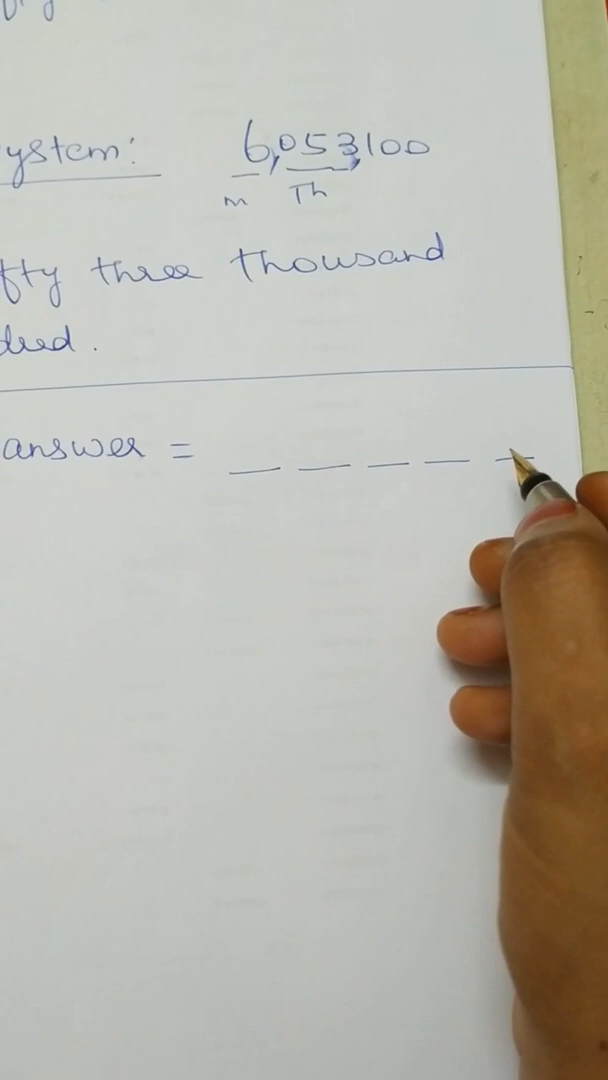 ystem:
6,053,100
m Th
fty three thousand
dred.
answer = _ _ _ _ _